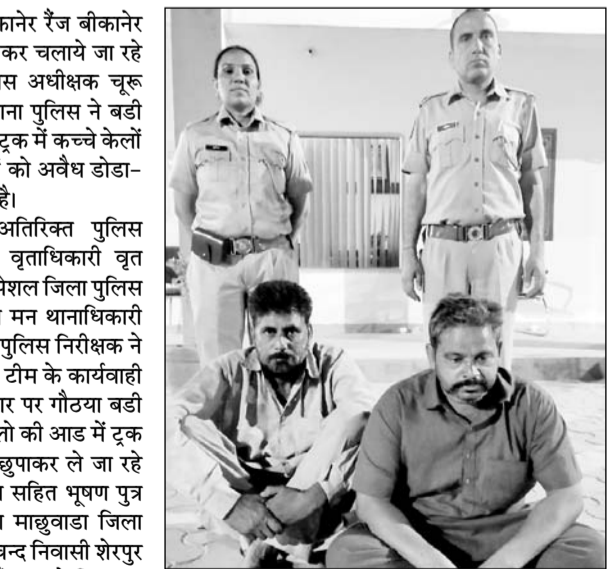 कानेर रैंज बीकानेर
कर चलाये जा रहे
स अधीक्षक चूरू
ाना पुलिस ने बडी
ट्रक में कच्चे केलों
को अवैध डोडा-
है।
अतिरिक्त पुलिस
वृताधिकारी वृत
पेशल जिला पुलिस
मन थानाधिकारी
पुलिस निरीक्षक ने
टीम के कार्यवाही
ार पर गौठया बडी
लो की आड में ट्रक
छुपाकर ले जा रहे
सहित भूषण पुत्र
माछुवाडा जिला
चन्द निवासी शेरपुर